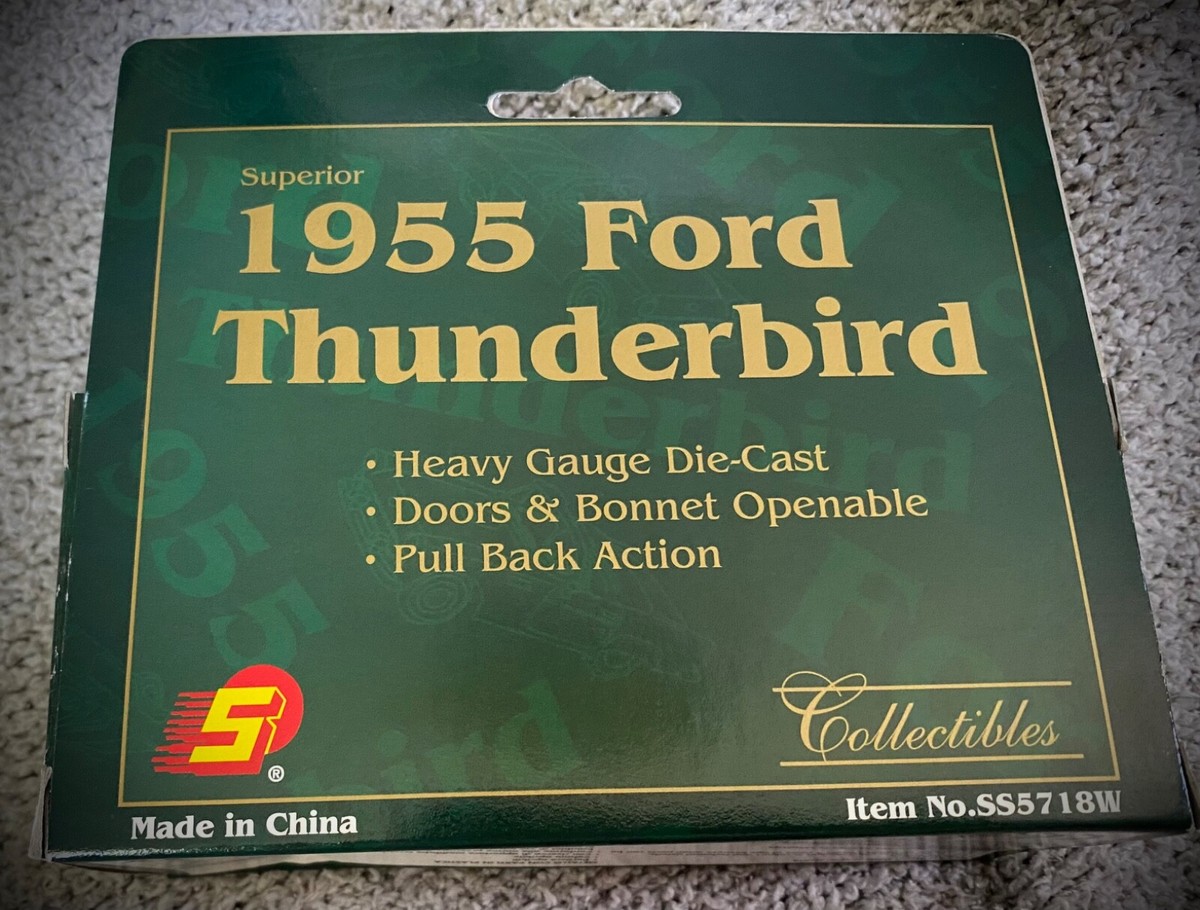 Superior
1955 Ford
Thunderbird
• Heavy Gauge Die-Cast
• Doors & Bonnet Openable
• Pull Back Action
S
®
Collectibles
Made in China
Item No.SS5718W